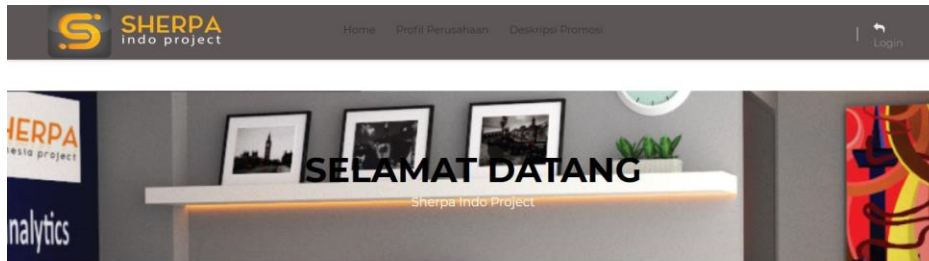 SHERPA
indo project
Home Profil Perusahaan Deskripsi Promosi
|
Login
HERPA
nesia project
nalytics
SELAMAT DATANG
Sherpa Indo Project